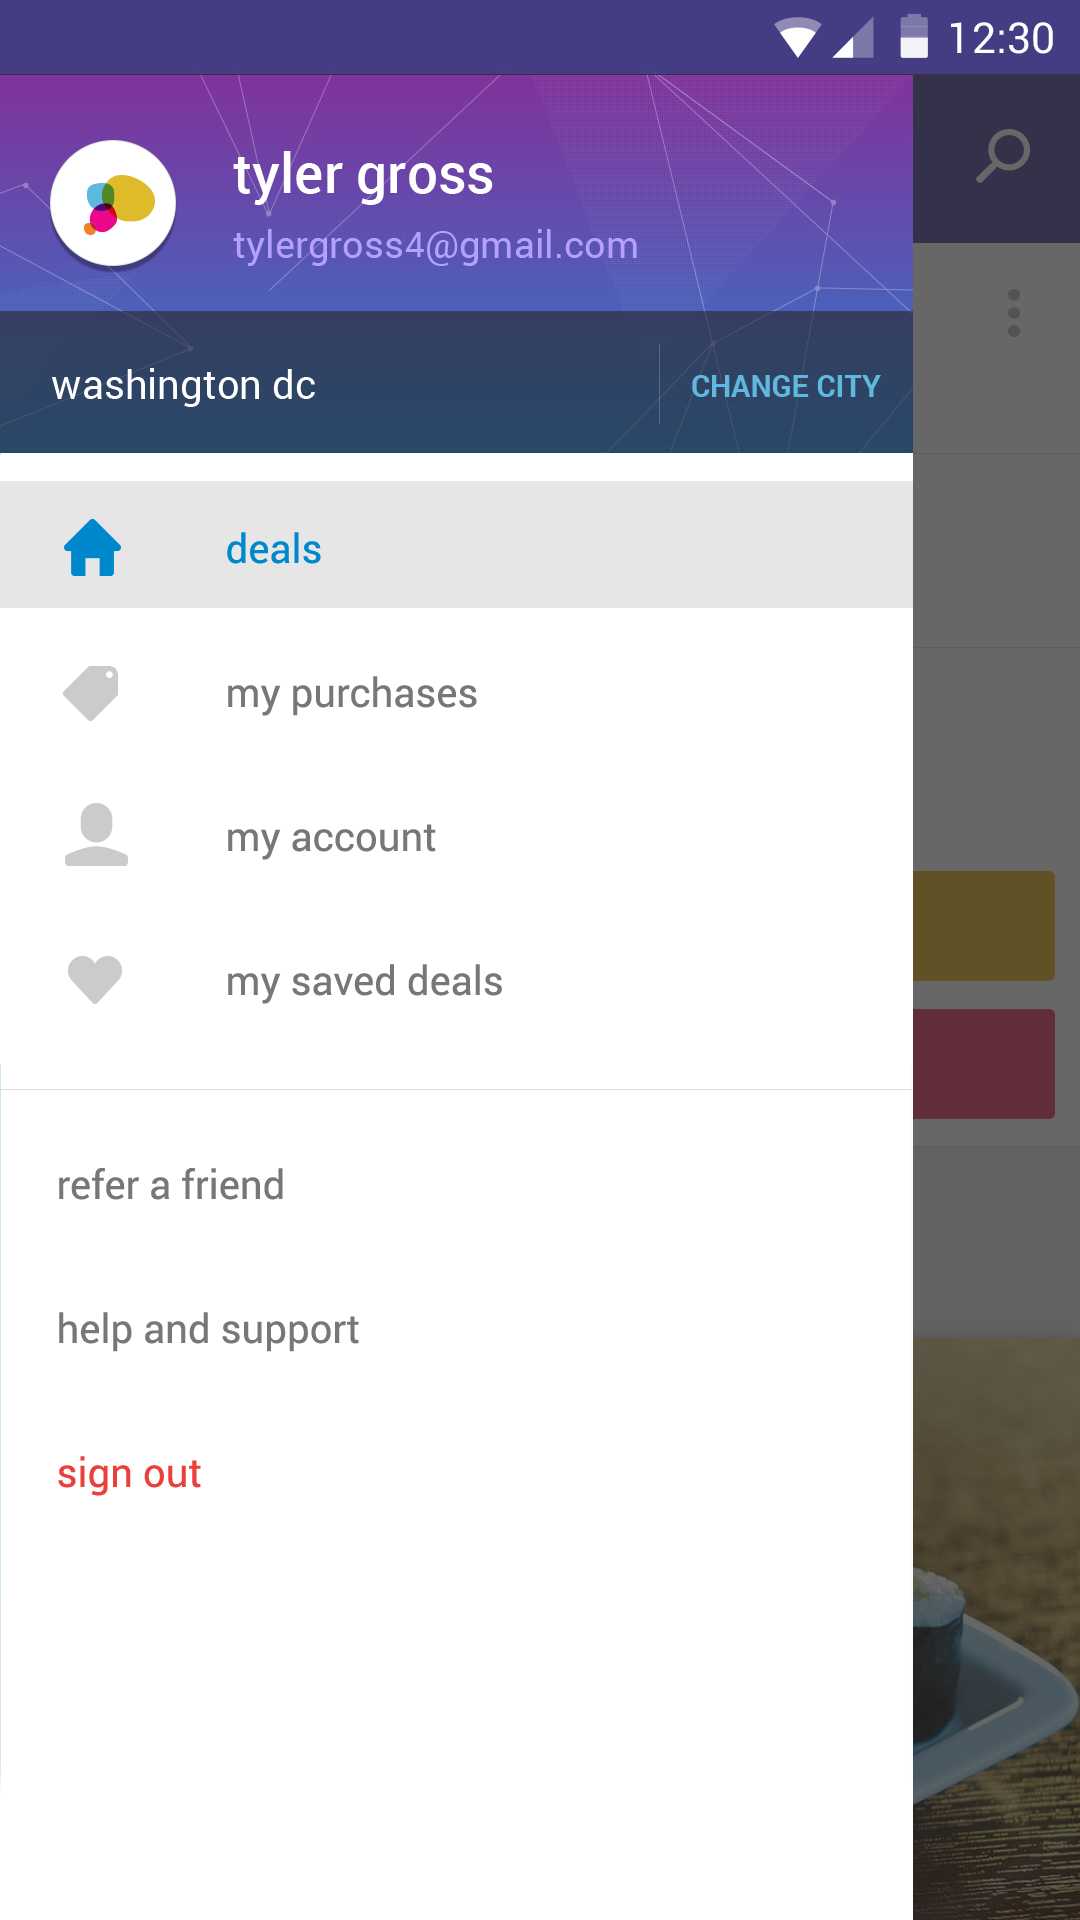 12:30
tyler gross
tylergross4@gmail.com
washington dc
CHANGE CITY
deals
my purchases
my account
my saved deals
refer a friend
help and support
sign out